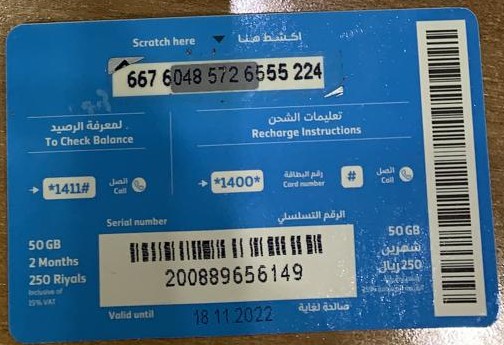 Scratch here اكشط هنا
667 6048 572 6555 224
لمعرفة الرصيد
To Check Balance
اتصل
Call
*1411#
تعليمات الشحن
Recharge Instructions
اتصل
Call
*1400*
رقم البطاقة
Card number
#
Serial number الرقم التسلسلي
200889656149
50 GB
2 Months
250 Riyals
Inclusive of
15% VAT
50 GB
شهرين
250 ريال
Valid until 18 11.2022 صالحة لغاية